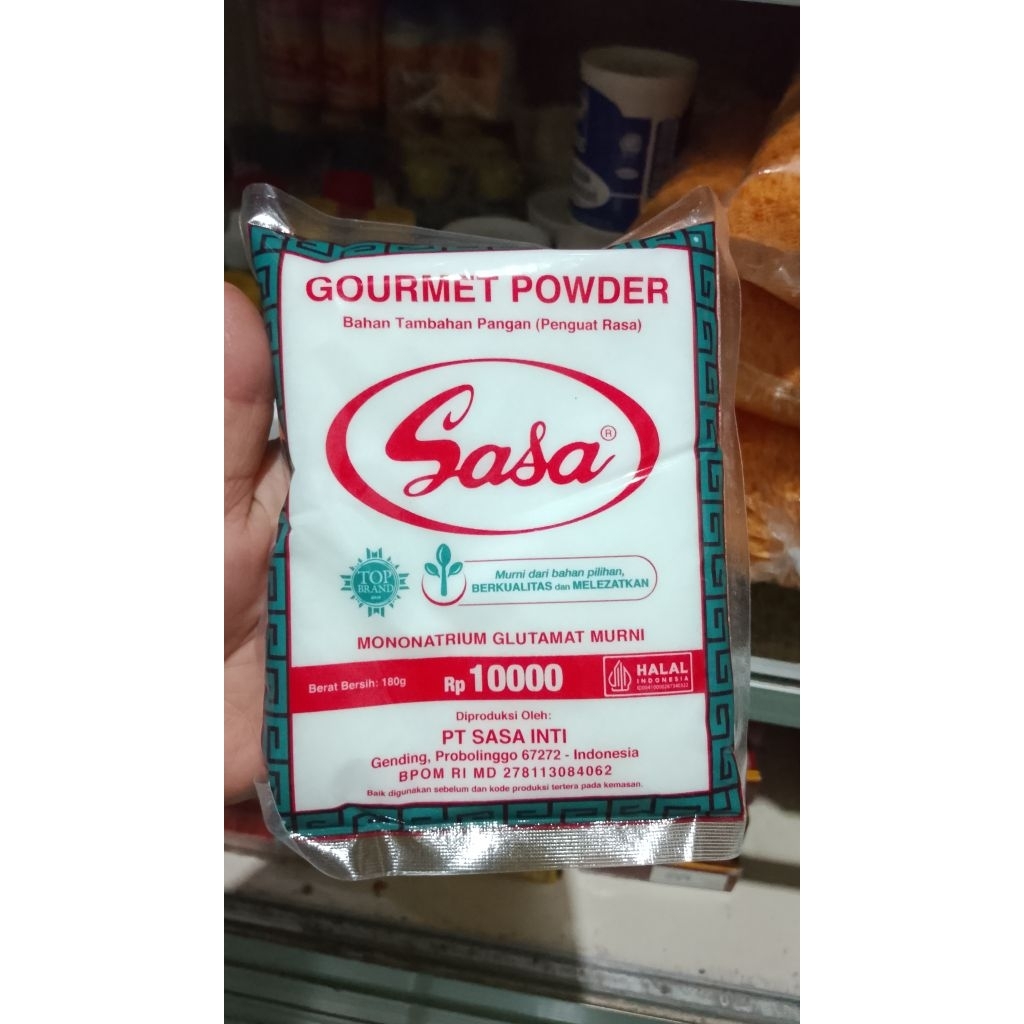 GOURMET POWDER
Bahan Tambahan Pangan (Penguat Rasa)
Sasa®
TOP
BRAND
Murni dari bahan pilihan,
BERKUALITAS dan MELEZATKAN
MONONATRIUM GLUTAMAT MURNI
Berat Bersih: 180g
Rp 10000
HALAL
INDONESIA
Diproduksi Oleh:
PT SASA INTI
Gending, Probolinggo 67272 - Indonesia
BPOM RI MD 278113084062
Baik digunakan sebelum dan kode produksi tertera pada kemasan.